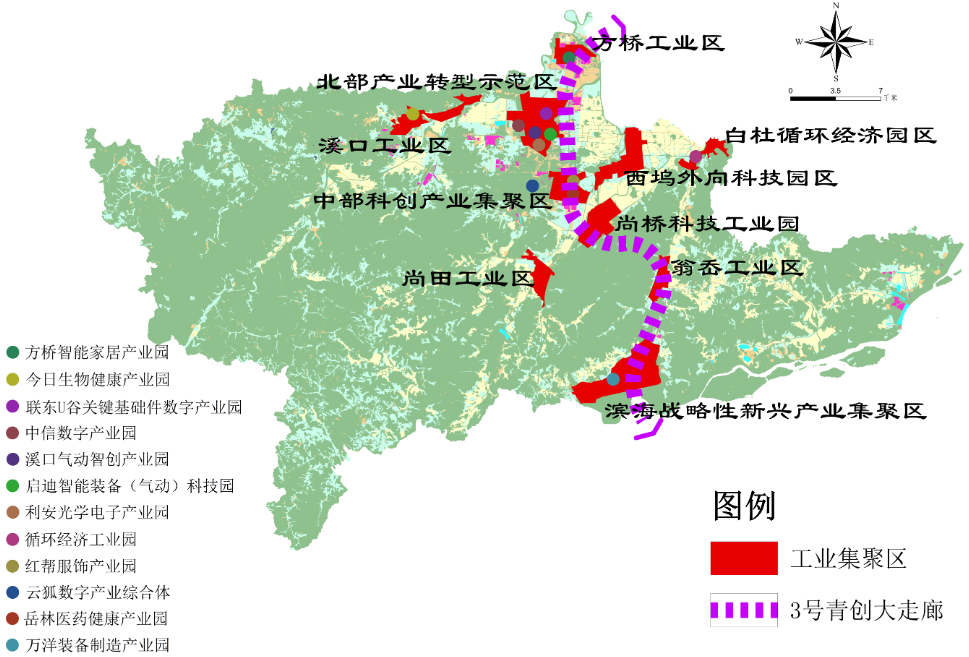 N
W
E
S
0
3.5
7
千米
方桥工业区
北部产业转型示范区
溪口工业区
白杜循环经济园区
西坞外向科技园区
中部科创产业集聚区
尚桥科技工业园
尚田工业区
翁岙工业区
滨海战略性新兴产业集聚区
方桥智能家居产业园
今日生物健康产业园
联东U谷关键基础件数字产业园
中信数字产业园
溪口气动智创产业园
启迪智能装备（气动）科技园
利安光学电子产业园
循环经济工业园
红帮服饰产业园
云狐数字产业综合体
岳林医药健康产业园
万洋装备制造产业园
图例
工业集聚区
3号青创大走廊